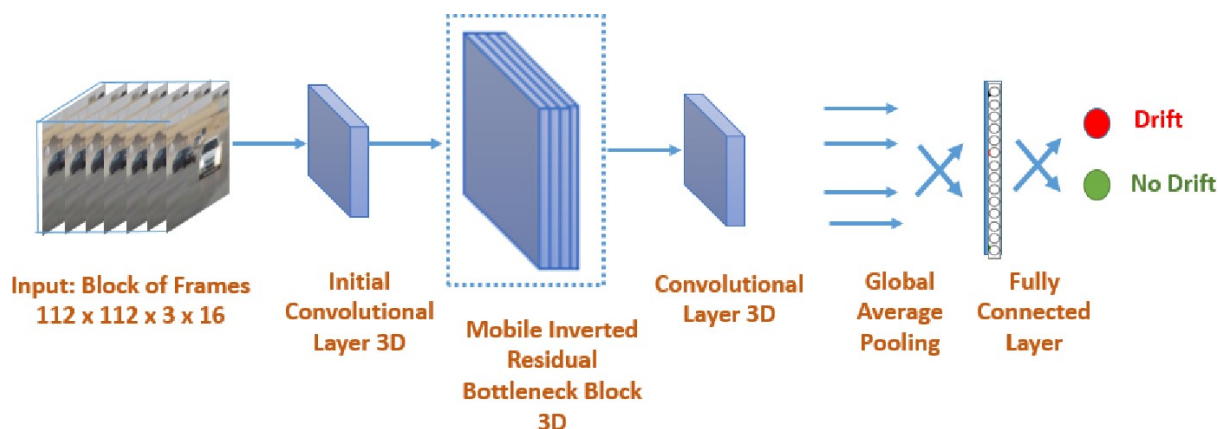 Drift
No Drift
Input: Block of Frames
112 x 112 x 3 x 16
Initial
Convolutional
Layer 3D
Mobile Inverted
Residual
Bottleneck Block
3D
Convolutional
Layer 3D
Global
Average
Pooling
Fully
Connected
Layer